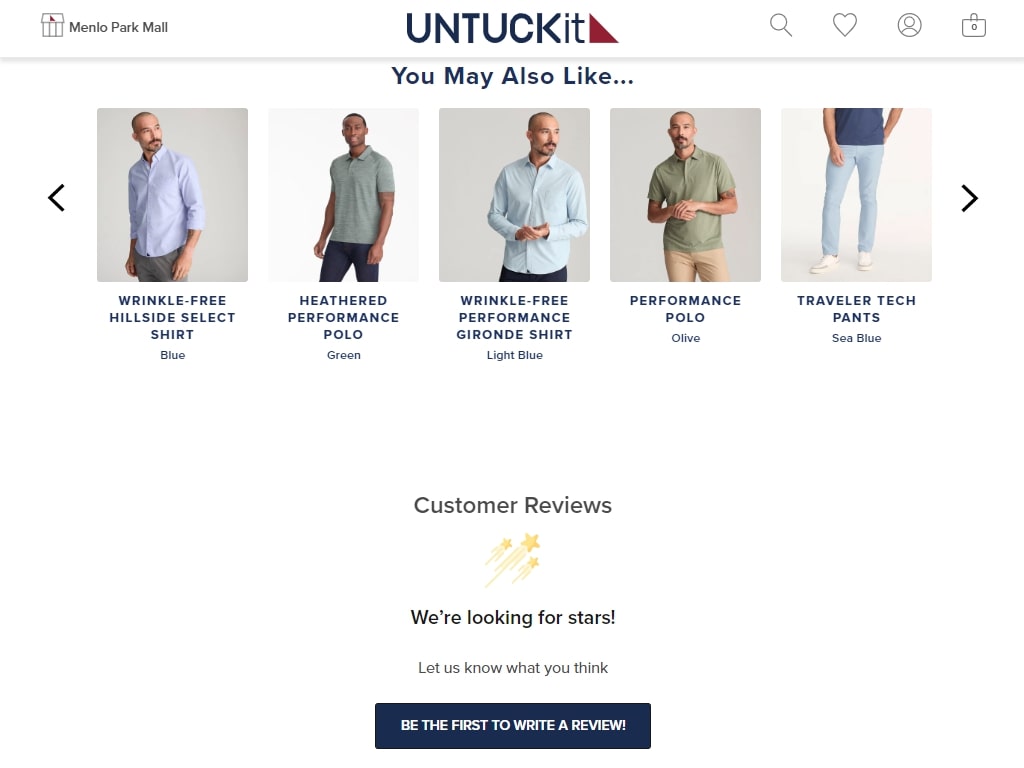 Menlo Park Mall
UNTUCKit
0
You May Also Like...
WRINKLE-FREE
HILLSIDE SELECT
SHIRT
Blue
HEATHERED
PERFORMANCE
POLO
Green
WRINKLE-FREE
PERFORMANCE
GIRONDE SHIRT
Light Blue
PERFORMANCE
POLO
Olive
TRAVELER TECH
PANTS
Sea Blue
Customer Reviews
We’re looking for stars!
Let us know what you think
BE THE FIRST TO WRITE A REVIEW!